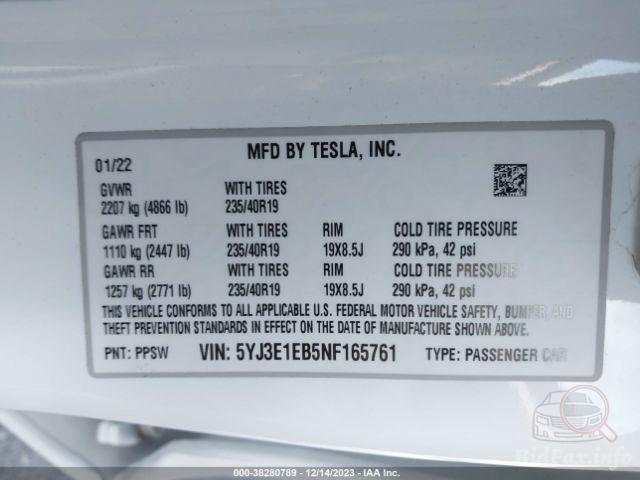 MFD BY TESLA, INC.
01/22
GVWR WITH TIRES
2207 kg (4866 lb) 235/40R19
GAWR FRT WITH TIRES RIM COLD TIRE PRESSURE
1110 kg (2447 lb) 235/40R19 19X8.5J 290 kPa, 42 psi
GAWR RR WITH TIRES RIM COLD TIRE PRESSURE
1257 kg (2771 lb) 235/40R19 19X8.5J 290 kPa, 42 psi
THIS VEHICLE CONFORMS TO ALL APPLICABLE U.S. FEDERAL MOTOR VEHICLE SAFETY, BUMPER, AND
THEFT PREVENTION STANDARDS IN EFFECT ON THE DATE OF MANUFACTURE SHOWN ABOVE.
PNT: PPSW VIN: 5YJ3E1EB5NF165761 TYPE: PASSENGER CAR
BidFax.info
000-38280789 - 12/14/2023 - IAA Inc.